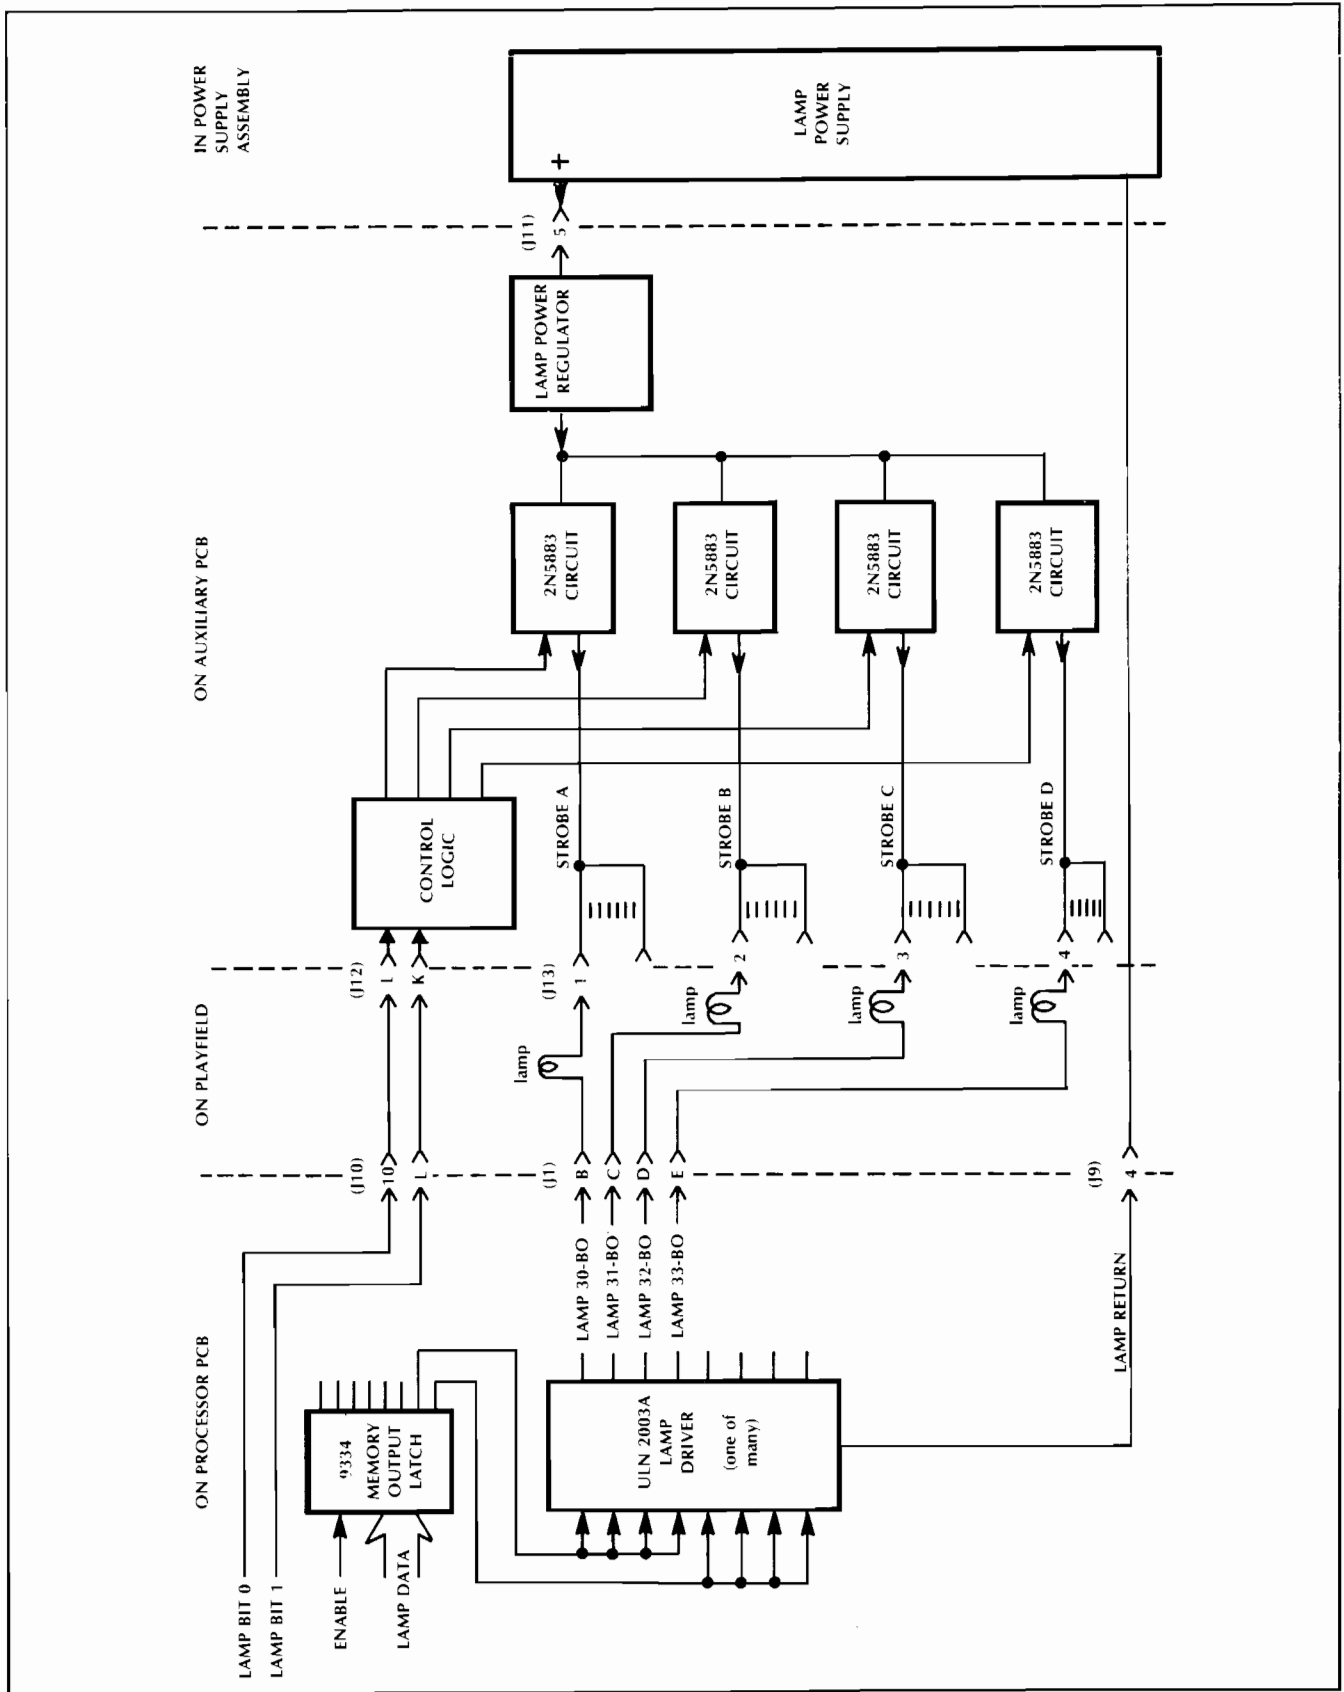 ON PROCESSOR PCB
ON PLAYFIELD
ON AUXILIARY PCB
IN POWER
SUPPLY
ASSEMBLY
LAMP BIT 0
LAMP BIT 1
ENABLE
LAMP DATA
9334
MEMORY
OUTPUT
LATCH
(J10)
10
L
(J12)
L
K
CONTROL
LOGIC
ULN 2003A
LAMP
DRIVER
(one of
many)
LAMP 30-BO
LAMP 31-BO
LAMP 32-BO
LAMP 33-BO
(J1)
B
C
D
E
lamp
lamp
lamp
lamp
(J13)
1
2
3
4
STROBE A
STROBE B
STROBE C
STROBE D
2N5883
CIRCUIT
2N5883
CIRCUIT
2N5883
CIRCUIT
2N5883
CIRCUIT
LAMP POWER
REGULATOR
(J11)
5
+
LAMP
POWER
SUPPLY
LAMP RETURN
(J9)
4